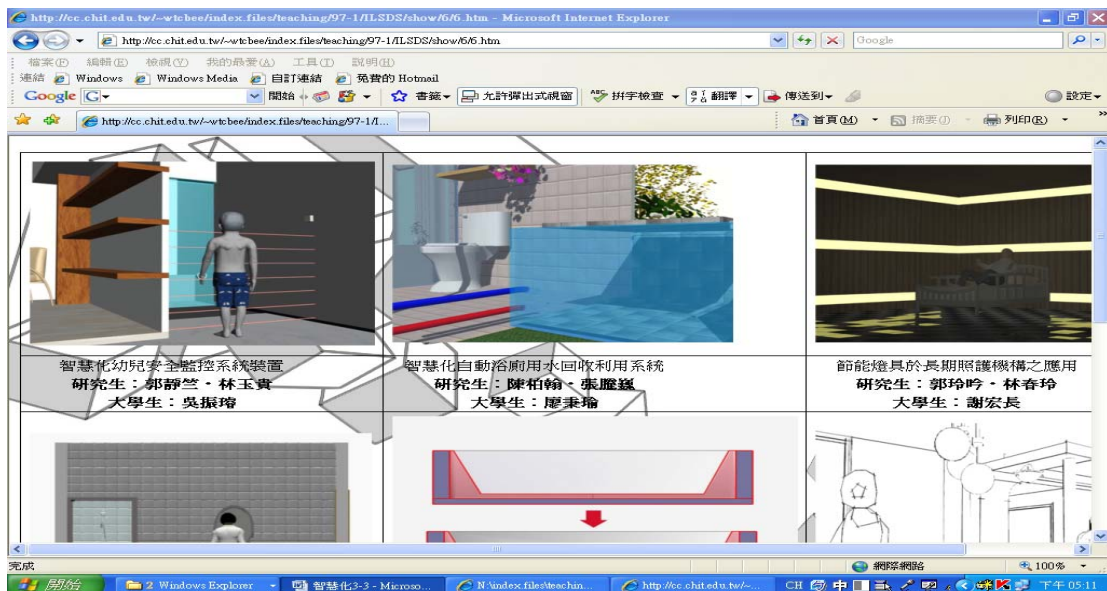 http://cc.chit.edu.tw/~wtcbee/index.files/teaching/97-1/ILSDS/show/6/6.htm - Microsoft Internet Explorer
http://cc.chit.edu.tw/~wtcbee/index.files/teaching/97-1/ILSDS/show/6/6.htm
Google
檔案(F) 編輯(E) 檢視(V) 我的最愛(A) 工具(T) 說明(H)
連結 Windows Windows Media 自訂連結 免費的 Hotmail
Google G 開始 書籤 允許彈出式視窗 ABC 拼字檢查 翻譯 傳送到 設定
http://cc.chit.edu.tw/~wtcbee/index.files/teaching/97-1/I... 首頁(M) 摘要(J) 列印(R) »
智慧化幼兒安全監控系統裝置
研究生：郭靜竺‧林玉貴
大學生：吳振瑋
智慧化自動浴廁用水回收利用系統
研究生：陳柏翰‧張騰巍
大學生：廖秉瑜
節能燈具於長期照護機構之應用
研究生：郭玲吟‧林春玲
大學生：謝宏長
完成 網際網路 100%
開始 2 Windows Explorer 智慧化3-3 - Microso... N:\index.files\teachin... http://cc.chit.edu.tw/~... CH 中 下午 05:11